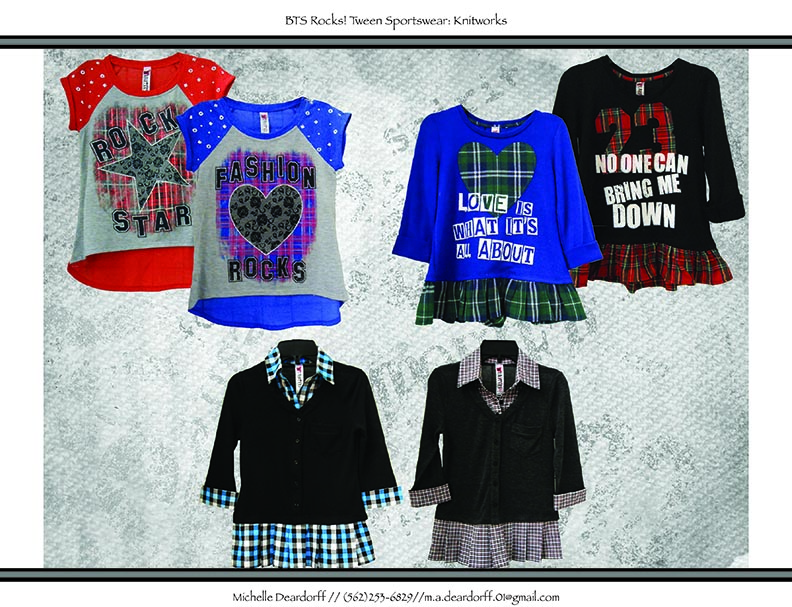 BTS Rocks! Tween Sportswear: Knitworks
ROCK
STAR
FASHION
ROCKS
LOVE IS
WHAT IT'S
ALL ABOUT
23
NO ONE CAN
BRING ME
DOWN
Michelle Deardorff // (562)253-6829//m.a.deardorff.01@gmail.com